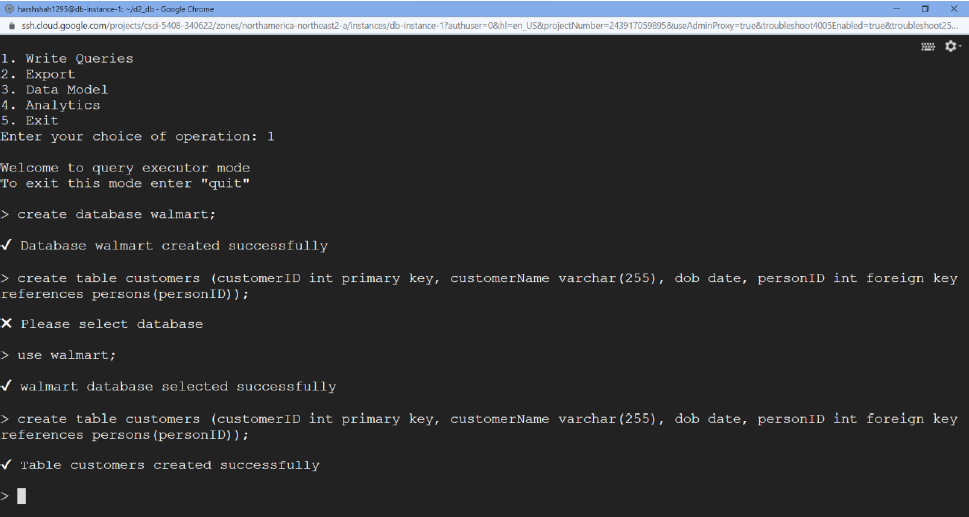 harshshah1295@db-instance-1: ~/d2_db - Google Chrome
ssh.cloud.google.com/projects/csci-5408-340622/zones/northamerica-northeast2-a/instances/db-instance-1?authuser=0&hl=en_US&projectNumber=243917059895&useAdminProxy=true&troubleshoot4005Enabled=true&troubleshoot25...
1. Write Queries
2. Export
3. Data Model
4. Analytics
5. Exit
Enter your choice of operation: 1
Welcome to query executor mode
To exit this mode enter "quit"
> create database walmart;
✓ Database walmart created successfully
> create table customers (customerID int primary key, customerName varchar(255), dob date, personID int foreign key
references persons(personID));
✕ Please select database
> use walmart;
✓ walmart database selected successfully
> create table customers (customerID int primary key, customerName varchar(255), dob date, personID int foreign key
references persons(personID));
✓ Table customers created successfully
>